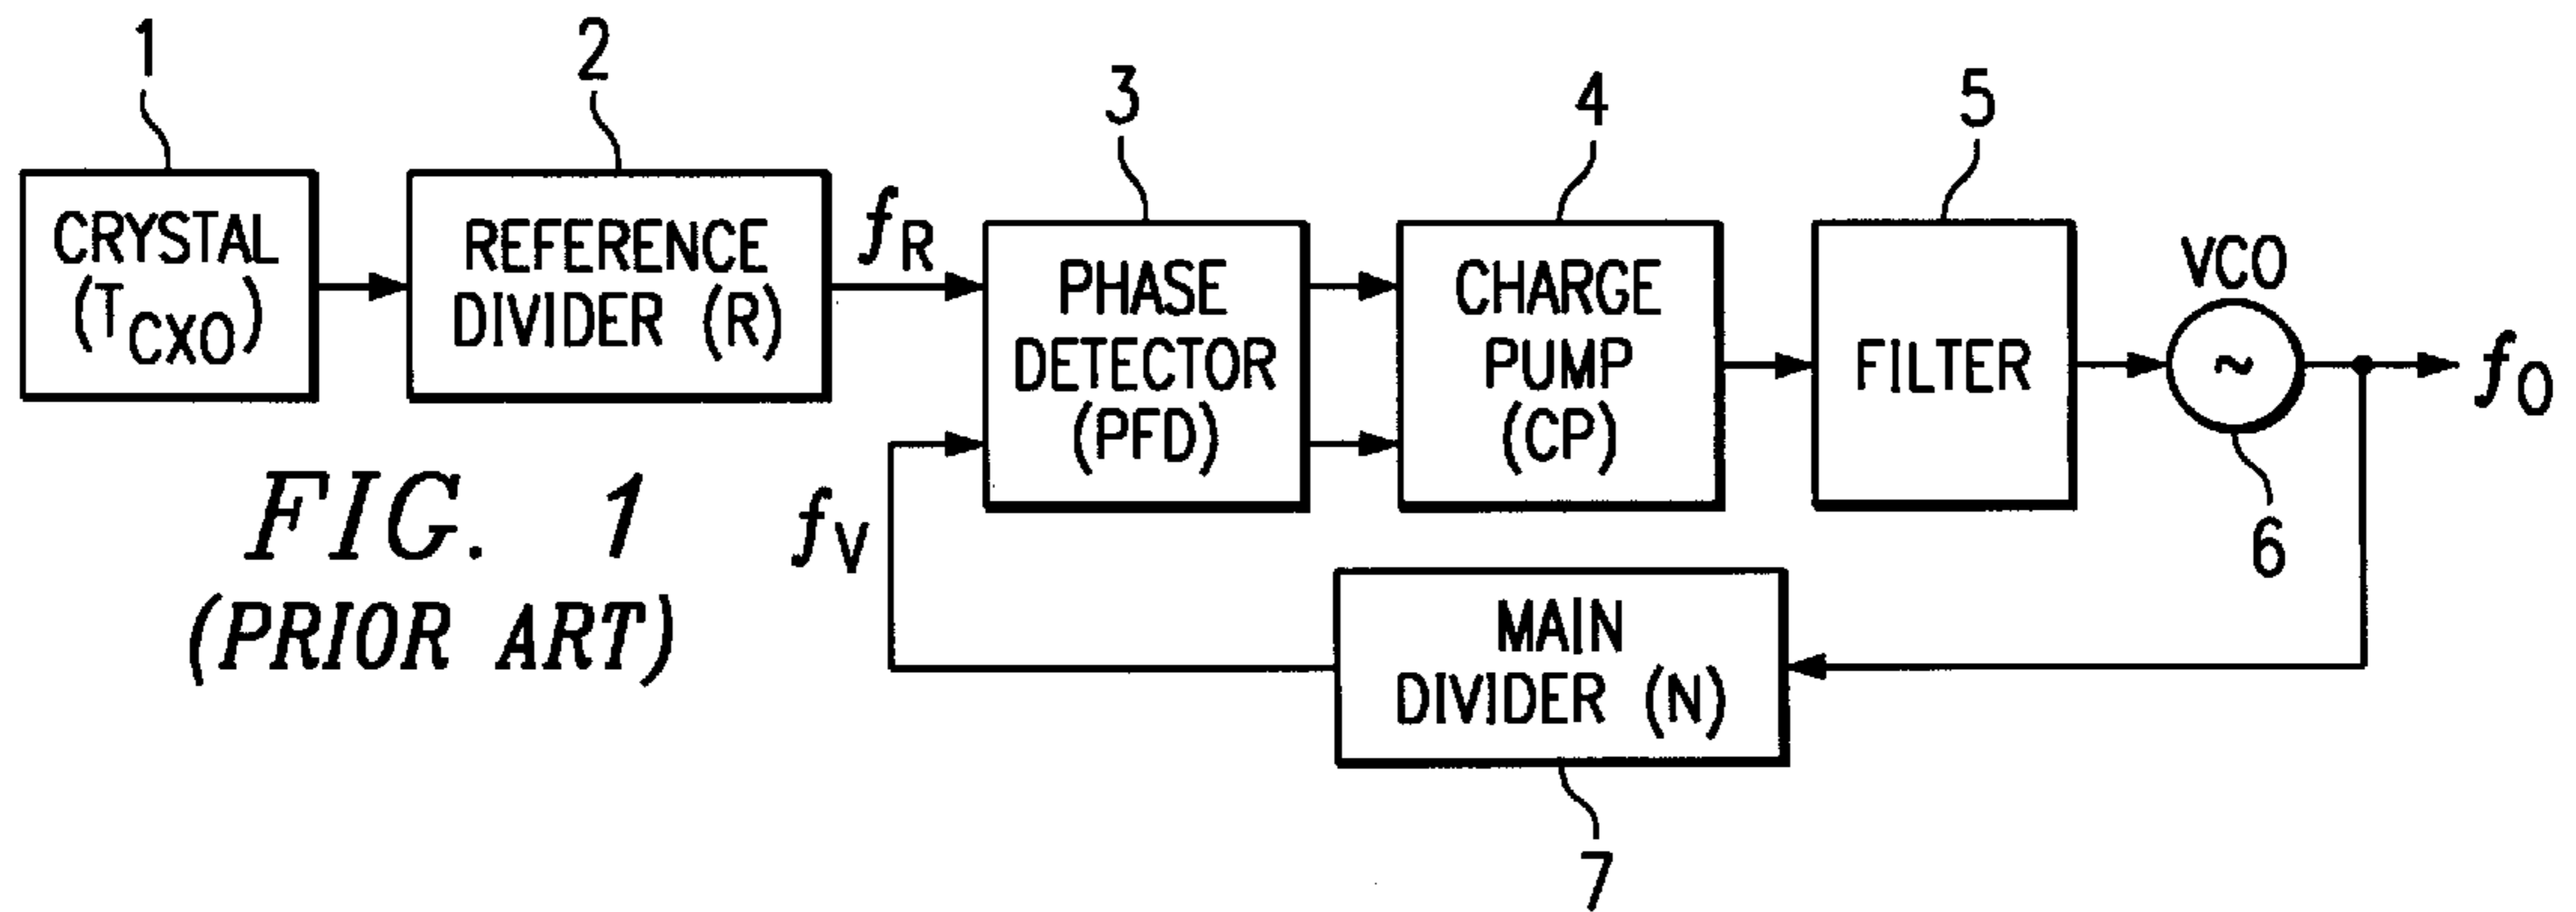 1
2
3
4
5
CRYSTAL
(TCXO)
REFERENCE
DIVIDER (R)
fR
PHASE
DETECTOR
(PFD)
CHARGE
PUMP
(CP)
FILTER
VCO
~
fO
6
fV
MAIN
DIVIDER (N)
7
FIG. 1
(PRIOR ART)